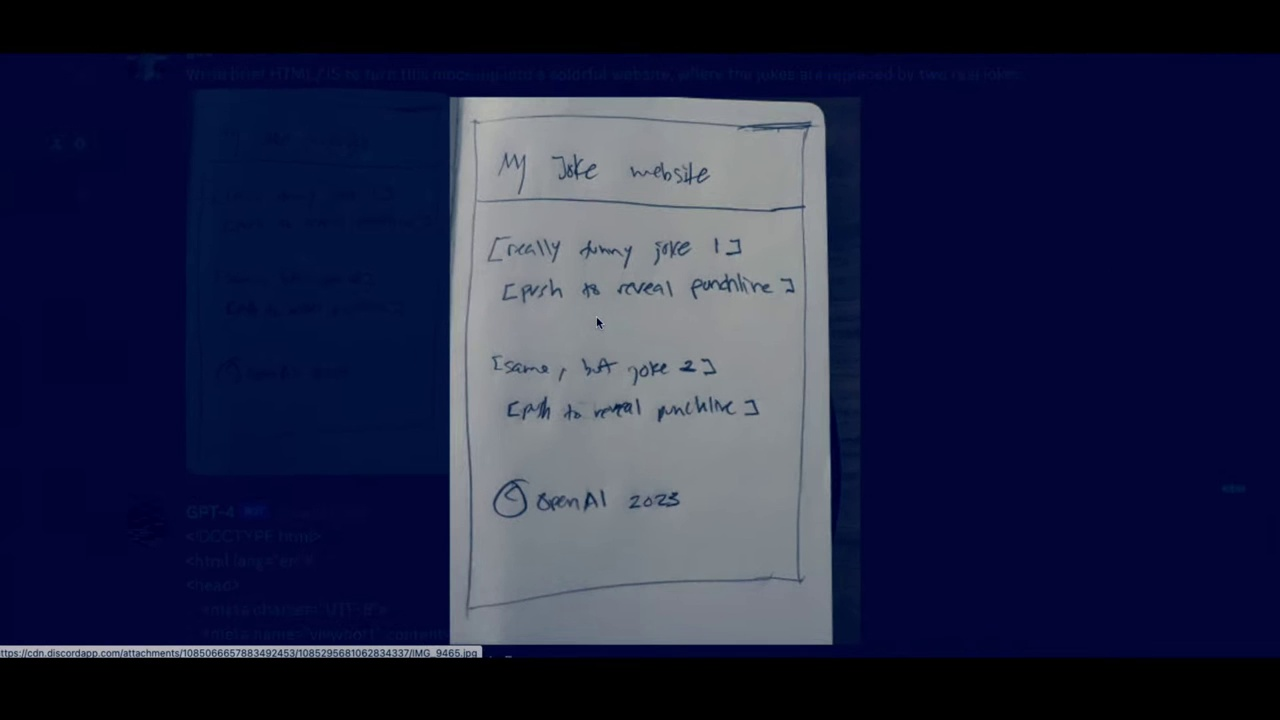 Write brief HTML/JS to turn this mock-up into a colorful website, where the jokes are replaced by two real jokes.
My Joke website
[really funny joke 1]
[push to reveal punchline]
[same, but joke 2]
[push to reveal punchline]
© OpenAI 2023
GPT-4 BOT
<!DOCTYPE html>
<html lang="en">
<head>
<meta charset="UTF-8">
<meta name="viewport" content=
https://cdn.discordapp.com/attachments/1085066657883492453/1085295681062834337/IMG_9465.jpg